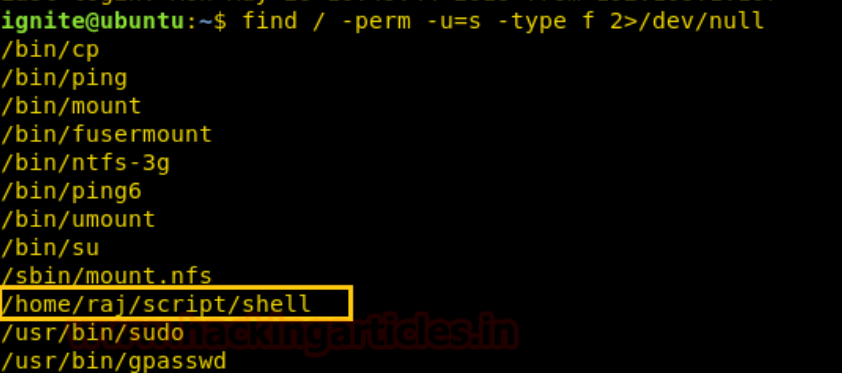 ignite@ubuntu:~$ find / -perm -u=s -type f 2>/dev/null
/bin/cp
/bin/ping
/bin/mount
/bin/fusermount
/bin/ntfs-3g
/bin/ping6
/bin/umount
/bin/su
/sbin/mount.nfs
/home/raj/script/shell
/usr/bin/sudo
hackingarticles.in
/usr/bin/gpasswd